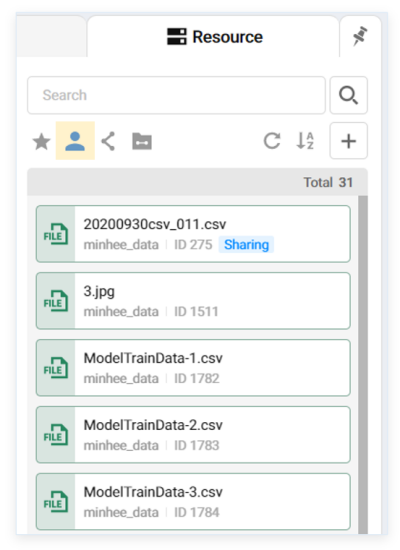 Resource
Search
A
Z
Total 31
FILE
20200930csv_011.csv
minhee_data | ID 275 Sharing
FILE
3.jpg
minhee_data | ID 1511
FILE
ModelTrainData-1.csv
minhee_data | ID 1782
FILE
ModelTrainData-2.csv
minhee_data | ID 1783
FILE
ModelTrainData-3.csv
minhee_data | ID 1784